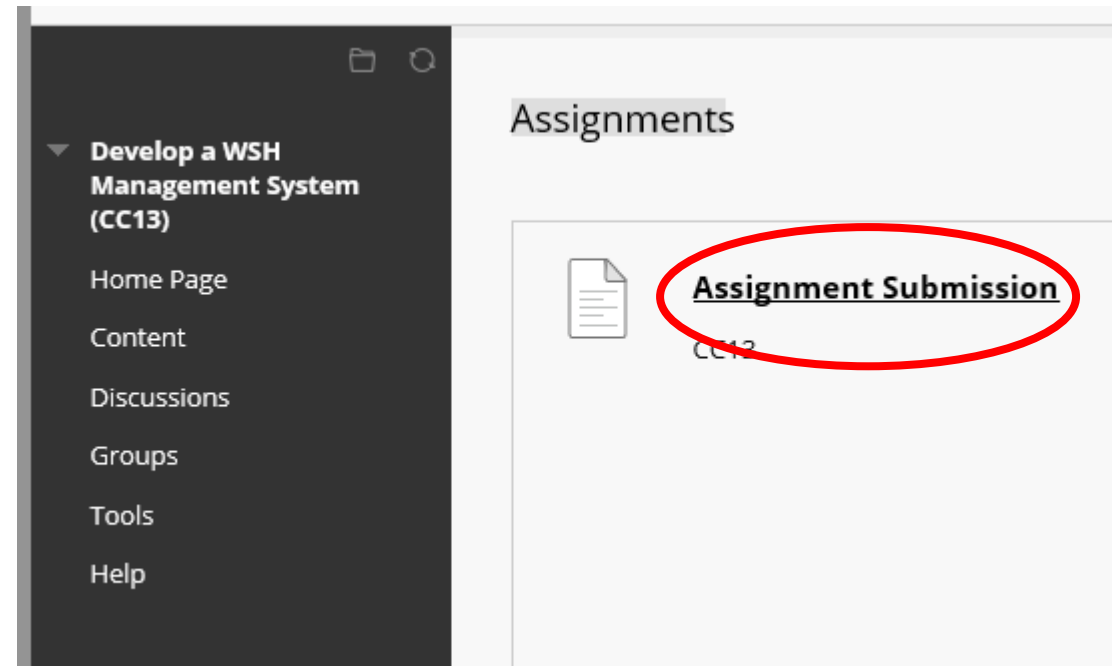 Develop a WSH
Management System
(CC13)
Home Page
Content
Discussions
Groups
Tools
Help
Assignments
Assignment Submission
CC13